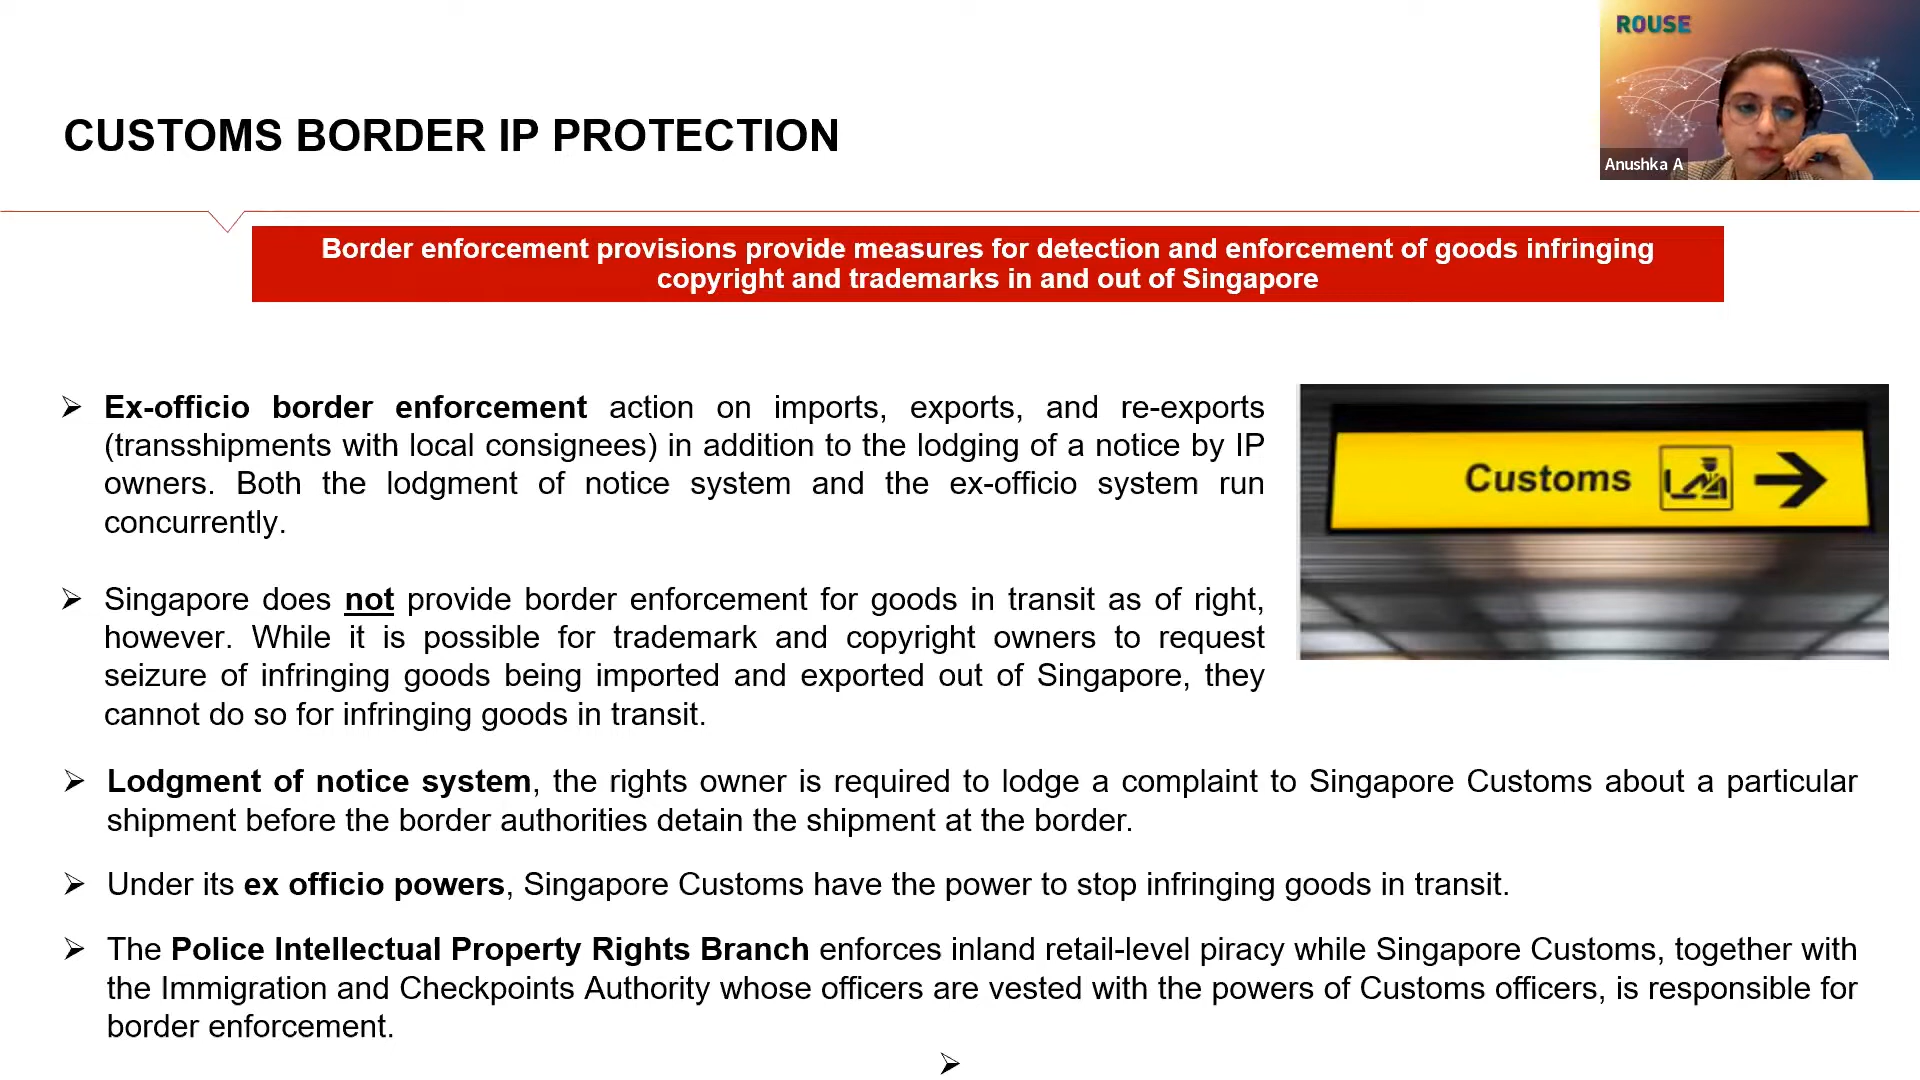 ROUSE
Anushka A
CUSTOMS BORDER IP PROTECTION
Border enforcement provisions provide measures for detection and enforcement of goods infringing
copyright and trademarks in and out of Singapore
➢ Ex-officio border enforcement action on imports, exports, and re-exports
(transshipments with local consignees) in addition to the lodging of a notice by IP
owners. Both the lodgment of notice system and the ex-officio system run
concurrently.
Customs
➢ Singapore does not provide border enforcement for goods in transit as of right,
however. While it is possible for trademark and copyright owners to request
seizure of infringing goods being imported and exported out of Singapore, they
cannot do so for infringing goods in transit.
➢ Lodgment of notice system, the rights owner is required to lodge a complaint to Singapore Customs about a particular
shipment before the border authorities detain the shipment at the border.
➢ Under its ex officio powers, Singapore Customs have the power to stop infringing goods in transit.
➢ The Police Intellectual Property Rights Branch enforces inland retail-level piracy while Singapore Customs, together with
the Immigration and Checkpoints Authority whose officers are vested with the powers of Customs officers, is responsible for
border enforcement.
➢